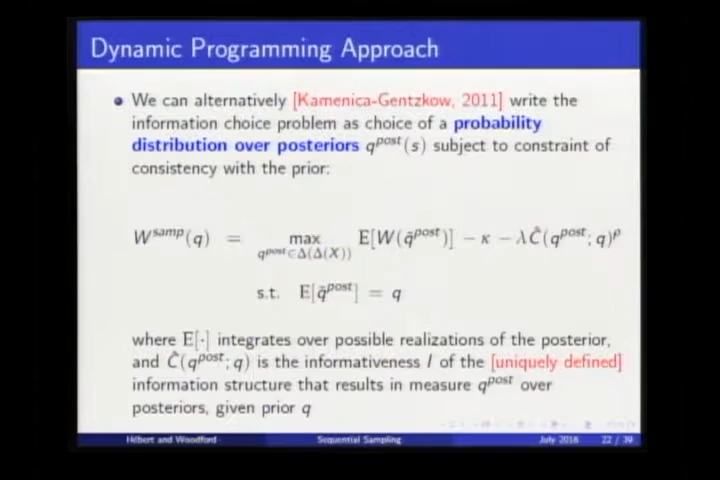 Dynamic Programming Approach
We can alternatively [Kamenica-Gentzkow, 2011] write the
information choice problem as choice of a probability
distribution over posteriors q^post(s) subject to constraint of
consistency with the prior:
W^samp(q) = max_{q^post∈Δ(Δ(X))} E[W(q̃^post)] − κ − λĈ(q^post; q)^ρ
s.t. E[q̃^post] = q
where E[·] integrates over possible realizations of the posterior,
and Ĉ(q^post; q) is the informativeness I of the [uniquely defined]
information structure that results in measure q^post over
posteriors, given prior q
Hébert and Woodford Sequential Sampling July 2018 22 / 39